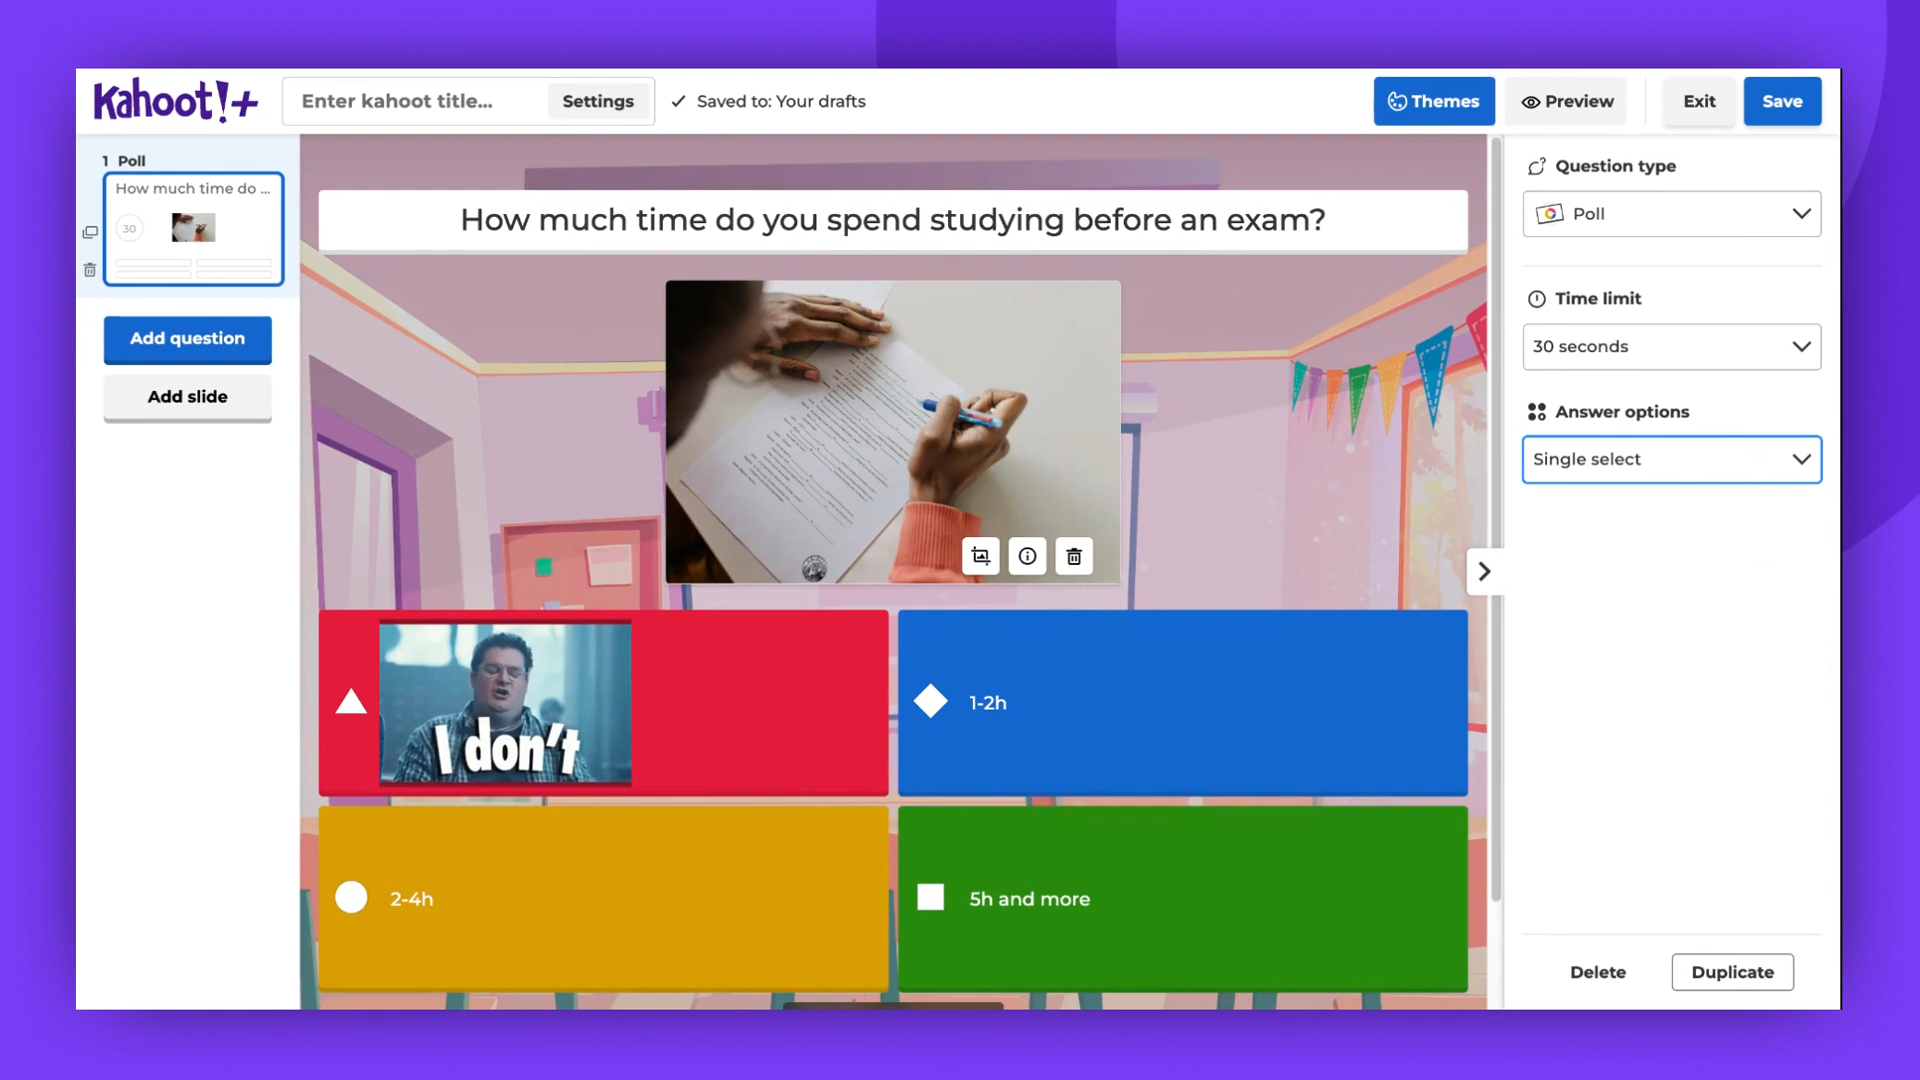 Kahoot!+
Enter kahoot title...
Settings
Saved to: Your drafts
Themes
Preview
Exit
Save
1 Poll
How much time do ...
30
Add question
Add slide
How much time do you spend studying before an exam?
I don't
1-2h
2-4h
5h and more
Question type
Poll
Time limit
30 seconds
Answer options
Single select
Delete
Duplicate